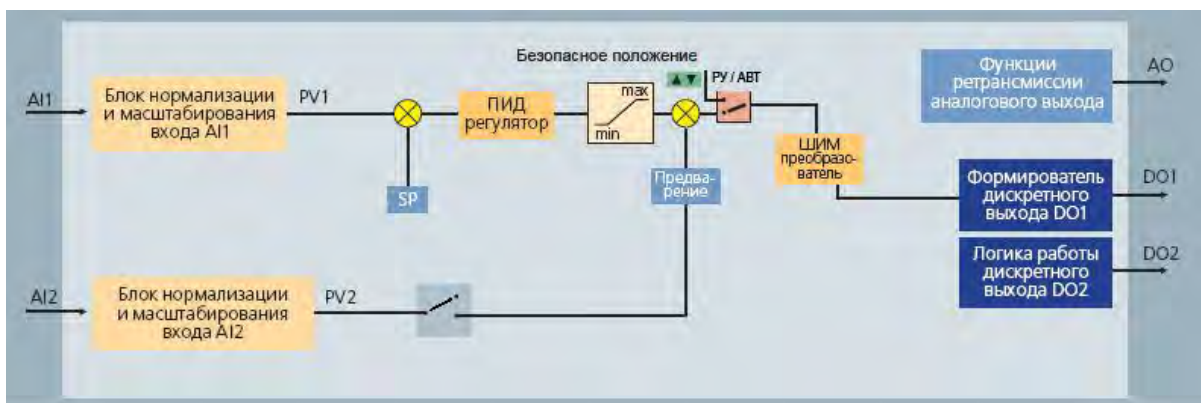 Безопасное положение
AI1
Блок нормализации
и масштабирования
входа AI1
PV1
SP
ПИД
регулятор
max
min
РУ / АВТ
Предва-
рение
ШИМ
преобразо-
ватель
Функции
ретрансмиссии
аналогового выхода
AO
Формирователь
дискретного
выхода DO1
DO1
Логика работы
дискретного
выхода DO2
DO2
AI2
Блок нормализации
и масштабирования
входа AI2
PV2